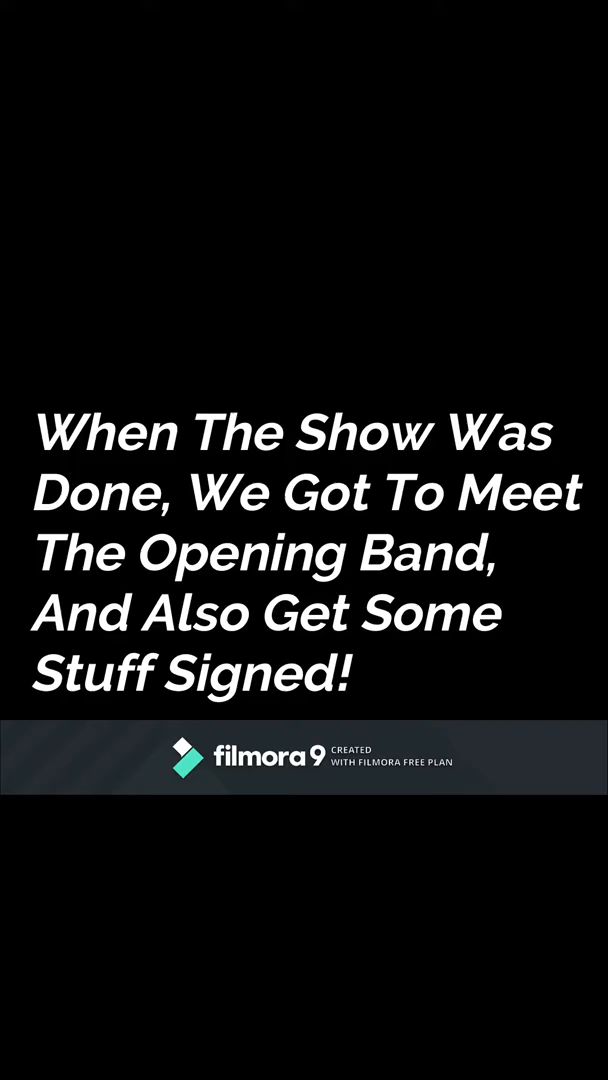 When The Show Was
Done, We Got To Meet
The Opening Band,
And Also Get Some
Stuff Signed!
filmora 9
CREATED
WITH FILMORA FREE PLAN